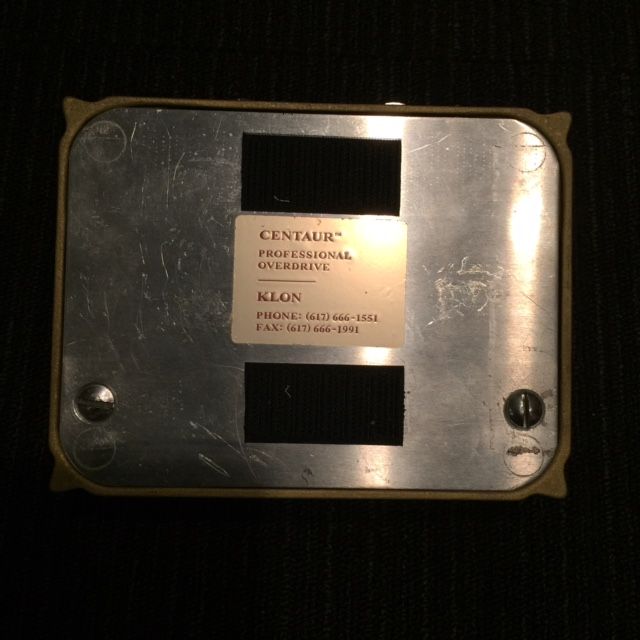 CENTAUR™
PROFESSIONAL
OVERDRIVE
KLON
PHONE: (617) 666-1551
FAX: (617) 666-1991